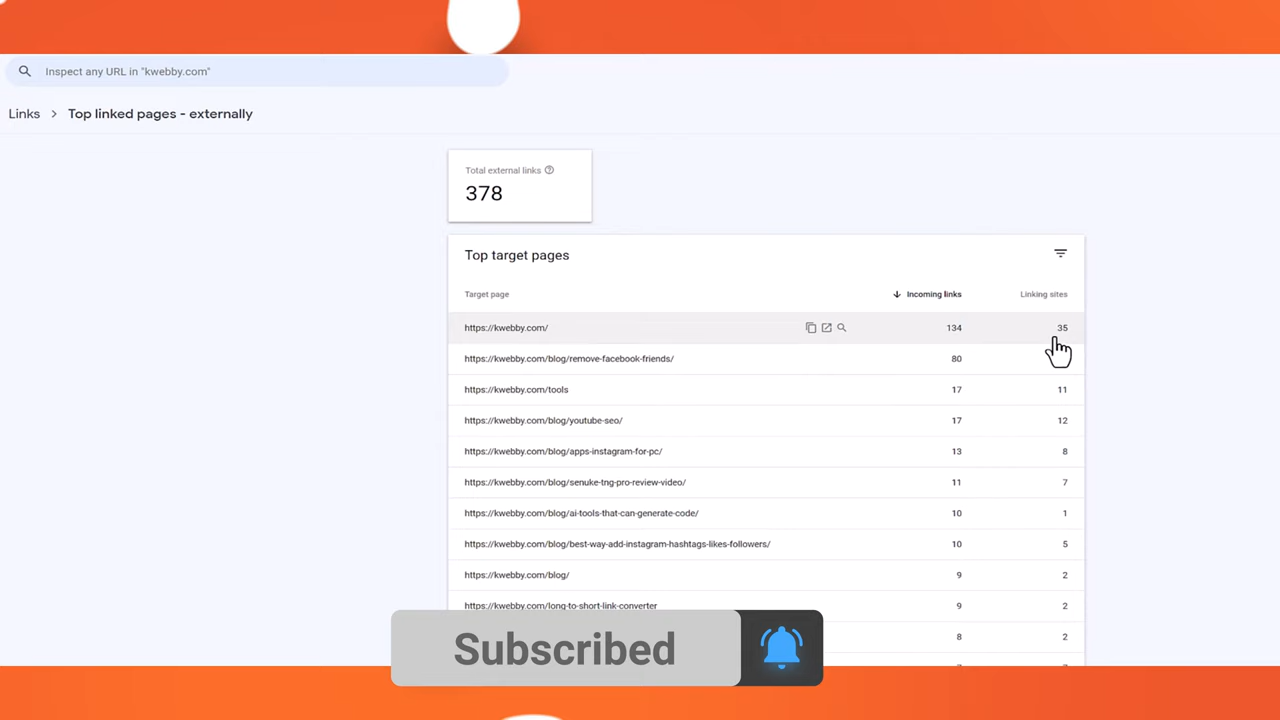 Inspect any URL in "kwebby.com"
Links > Top linked pages - externally
Total external links
378
Top target pages
Target page Incoming links Linking sites
https://kwebby.com/ 134 35
https://kwebby.com/blog/remove-facebook-friends/ 80
https://kwebby.com/tools 17 11
https://kwebby.com/blog/youtube-seo/ 17 12
https://kwebby.com/blog/apps-instagram-for-pc/ 13 8
https://kwebby.com/blog/senuke-tng-pro-review-video/ 11 7
https://kwebby.com/blog/ai-tools-that-can-generate-code/ 10 1
https://kwebby.com/blog/best-way-add-instagram-hashtags-likes-followers/ 10 5
https://kwebby.com/blog/ 9 2
https://kwebby.com/long-to-short-link-converter 9 2
8 2
Subscribed